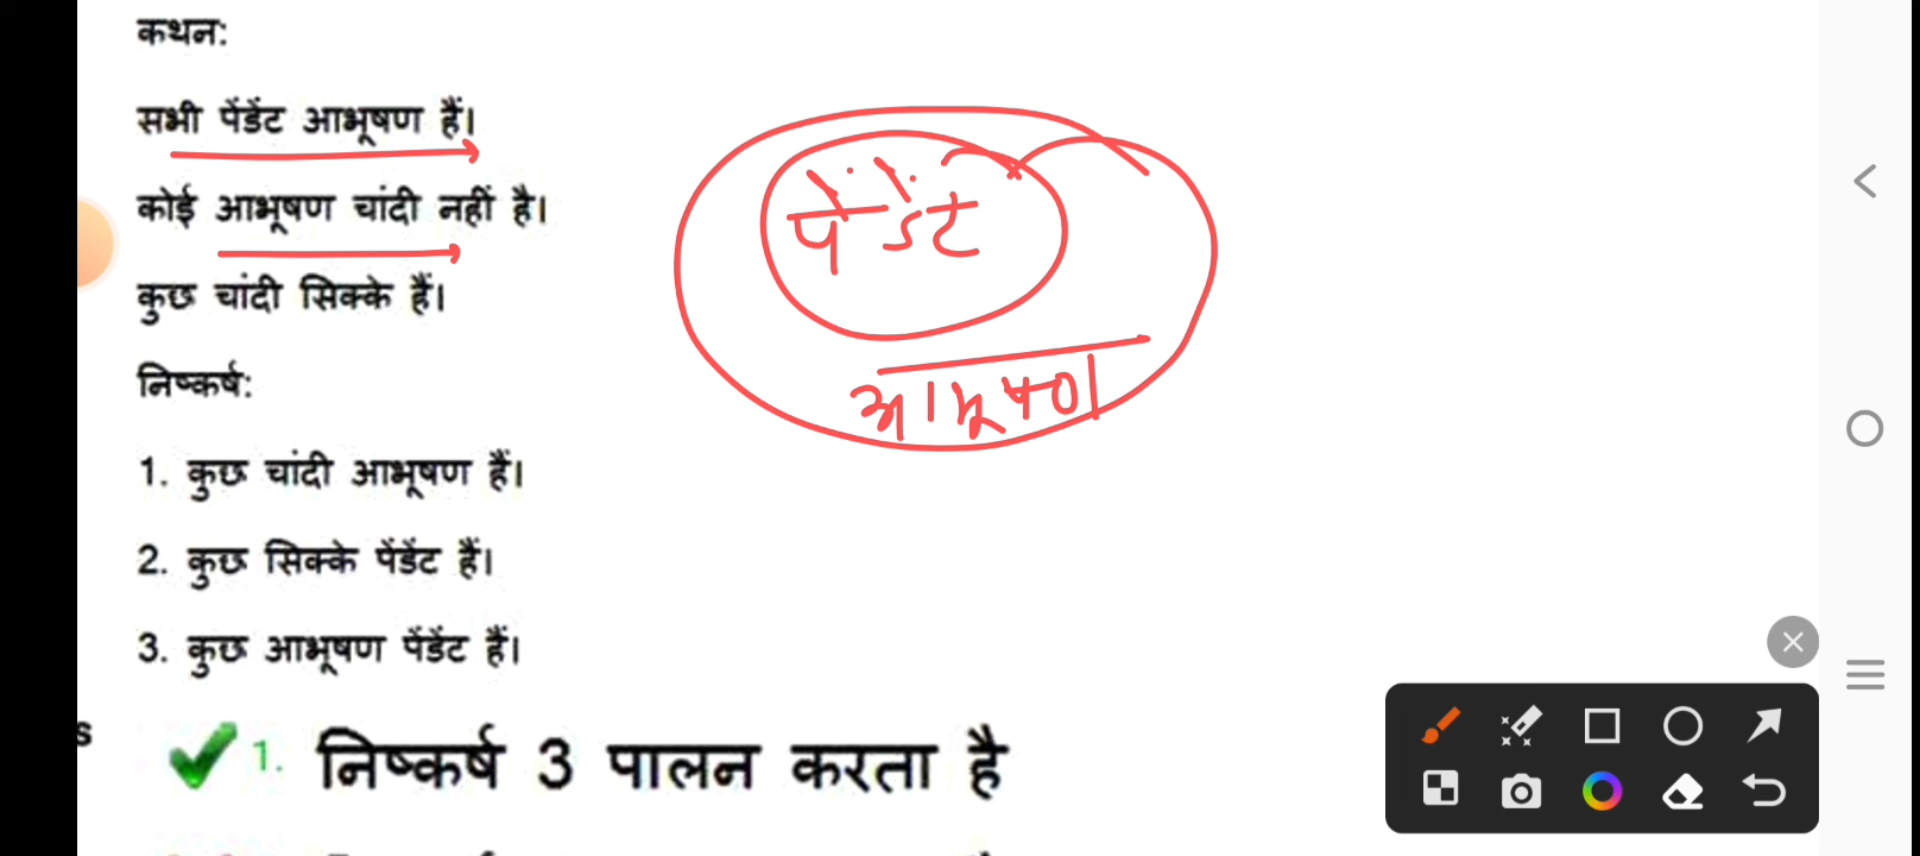 कथन:
सभी पेंडेंट आभूषण हैं।
कोई आभूषण चांदी नहीं है।
कुछ चांदी सिक्के हैं।
निष्कर्ष:
1. कुछ चांदी आभूषण हैं।
2. कुछ सिक्के पेंडेंट हैं।
3. कुछ आभूषण पेंडेंट हैं।
s
1. निष्कर्ष 3 पालन करता है
पेंडेंट
आभूषण